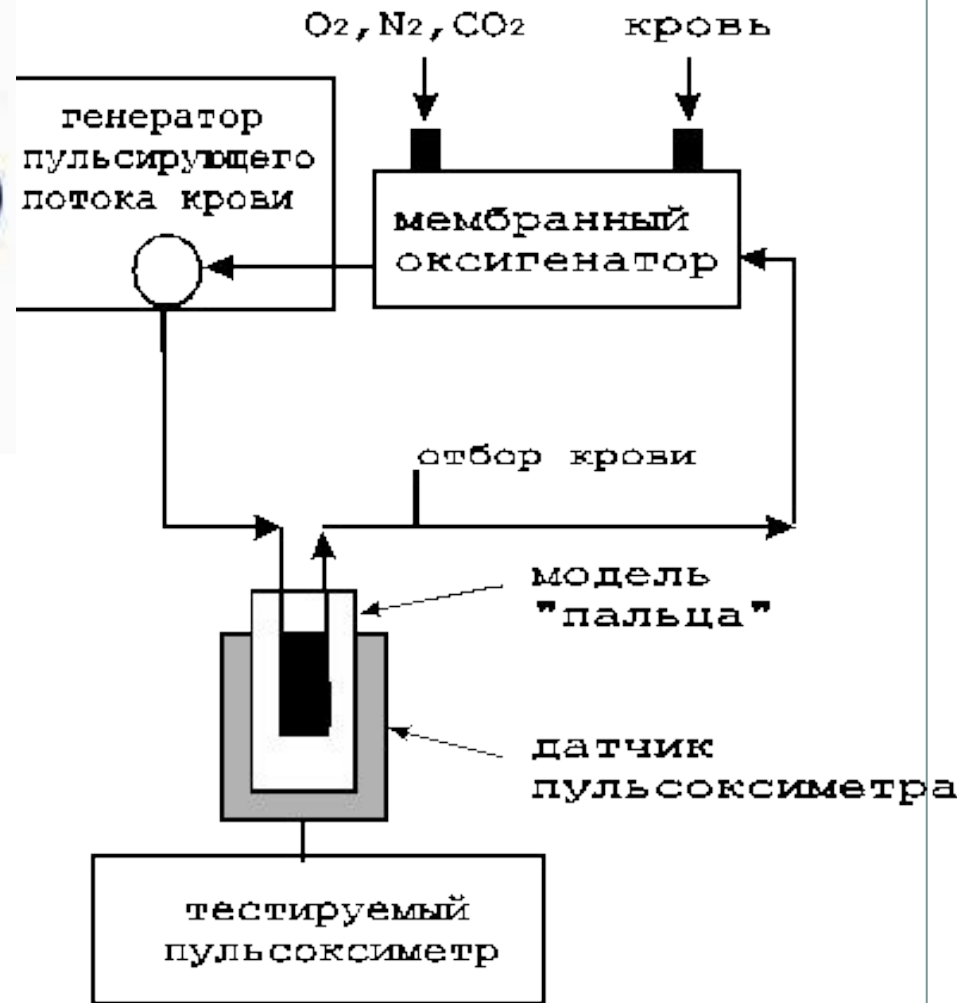 O2,N2,CO2
кровь
генератор
пульсирующего
потока крови
мембранный
оксигенатор
отбор крови
модель
"пальца"
датчик
пульсоксиметра
тестируемый
пульсоксиметр